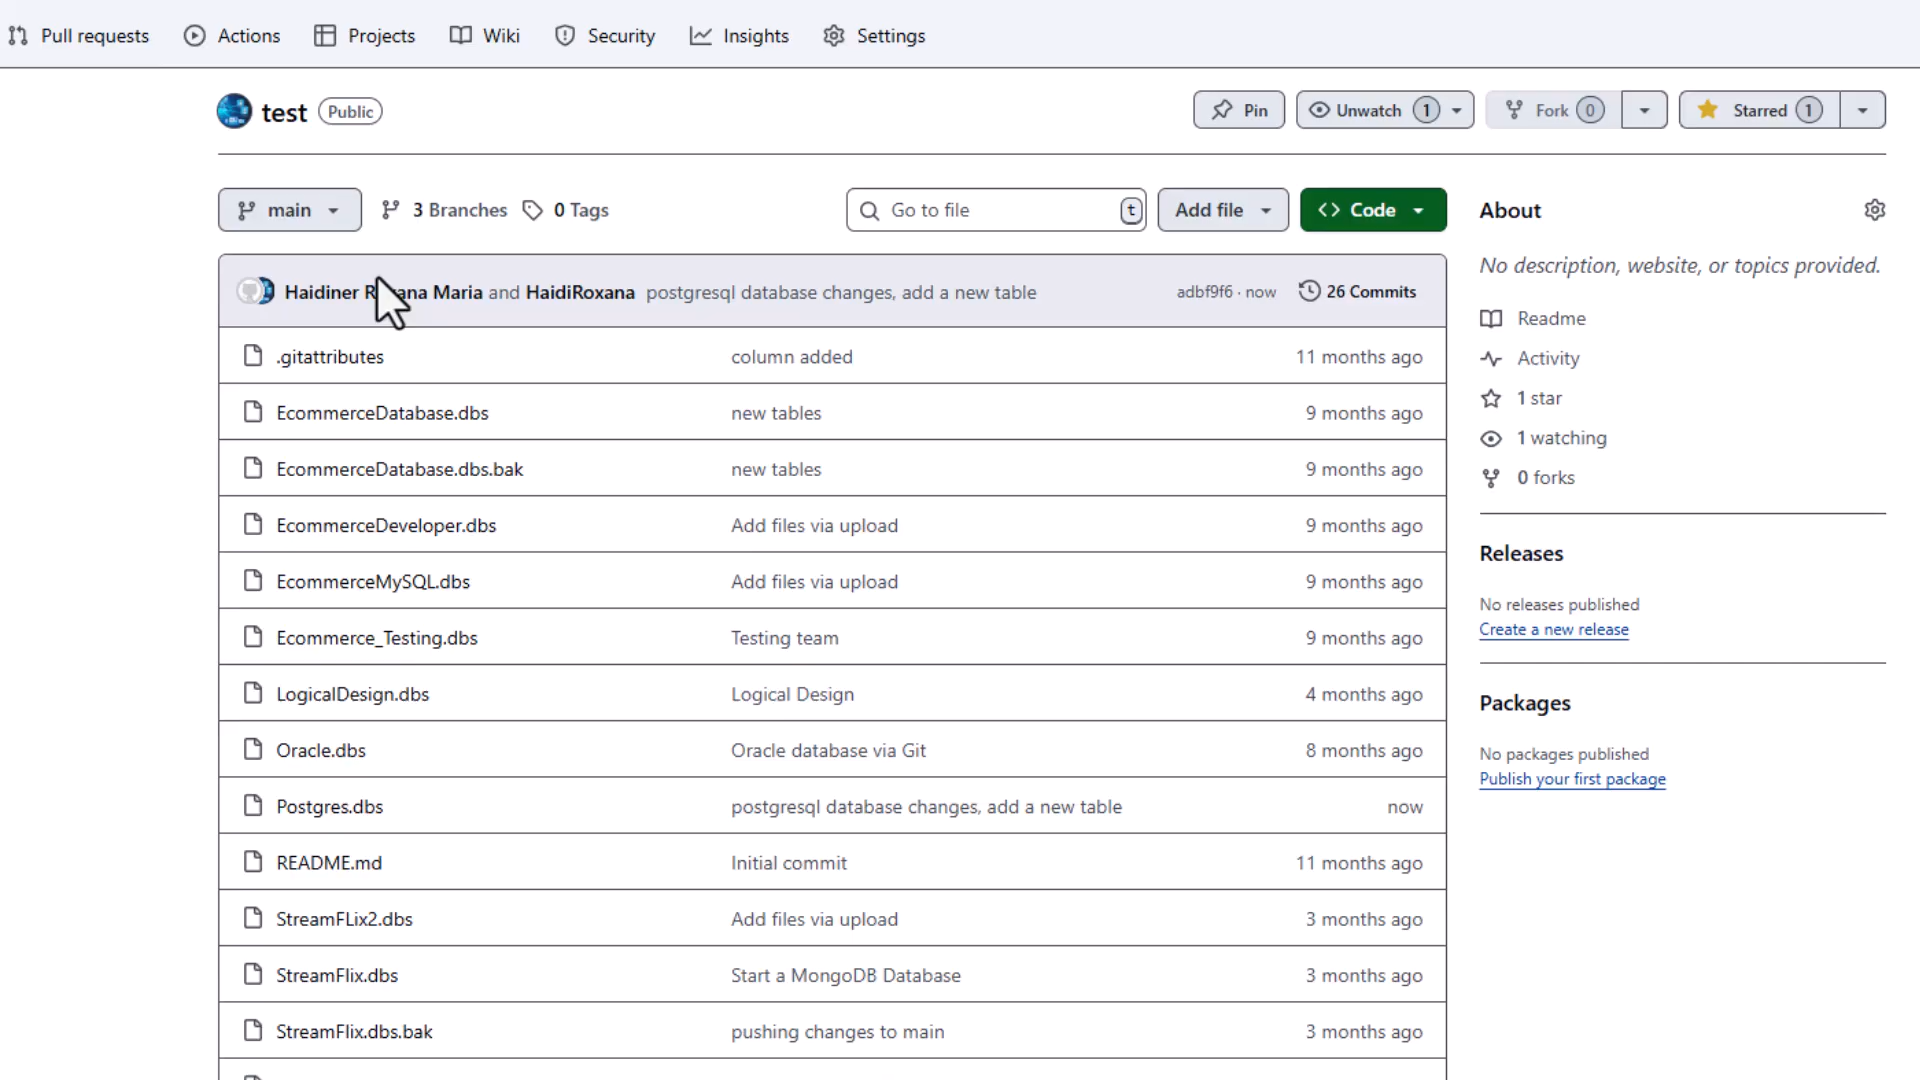 Pull requests Actions Projects Wiki Security Insights Settings
test Public Pin Unwatch 1 Fork 0 Starred 1
main 3 Branches 0 Tags Go to file t Add file Code
Haidiner Maria and HaidiRoxana postgresql database changes, add a new table adbf9f6 · now 26 Commits
.gitattributes column added 11 months ago
EcommerceDatabase.dbs new tables 9 months ago
EcommerceDatabase.dbs.bak new tables 9 months ago
EcommerceDeveloper.dbs Add files via upload 9 months ago
EcommerceMySQL.dbs Add files via upload 9 months ago
Ecommerce_Testing.dbs Testing team 9 months ago
LogicalDesign.dbs Logical Design 4 months ago
Oracle.dbs Oracle database via Git 8 months ago
Postgres.dbs postgresql database changes, add a new table now
README.md Initial commit 11 months ago
StreamFLix2.dbs Add files via upload 3 months ago
StreamFlix.dbs Start a MongoDB Database 3 months ago
StreamFlix.dbs.bak pushing changes to main 3 months ago
About
No description, website, or topics provided.
Readme
Activity
1 star
1 watching
0 forks
Releases
No releases published
Create a new release
Packages
No packages published
Publish your first package